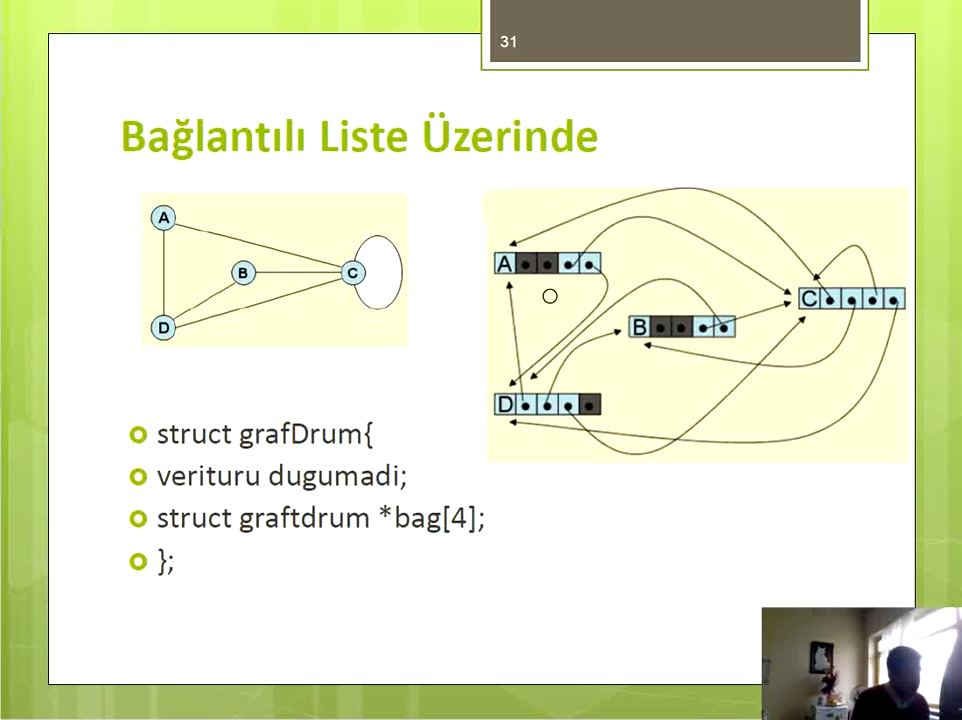 31
Bağlantılı Liste Üzerinde
A
B
C
D
A
B
C
D
struct grafDrum{
verituru dugumadi;
struct graftdrum *bag[4];
};